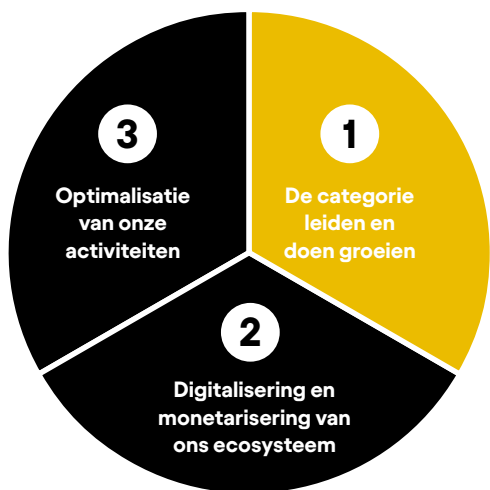 1
De categorie
leiden en
doen groeien
2
Digitalisering en
monetarisering van
ons ecosysteem
3
Optimalisatie
van onze
activiteiten